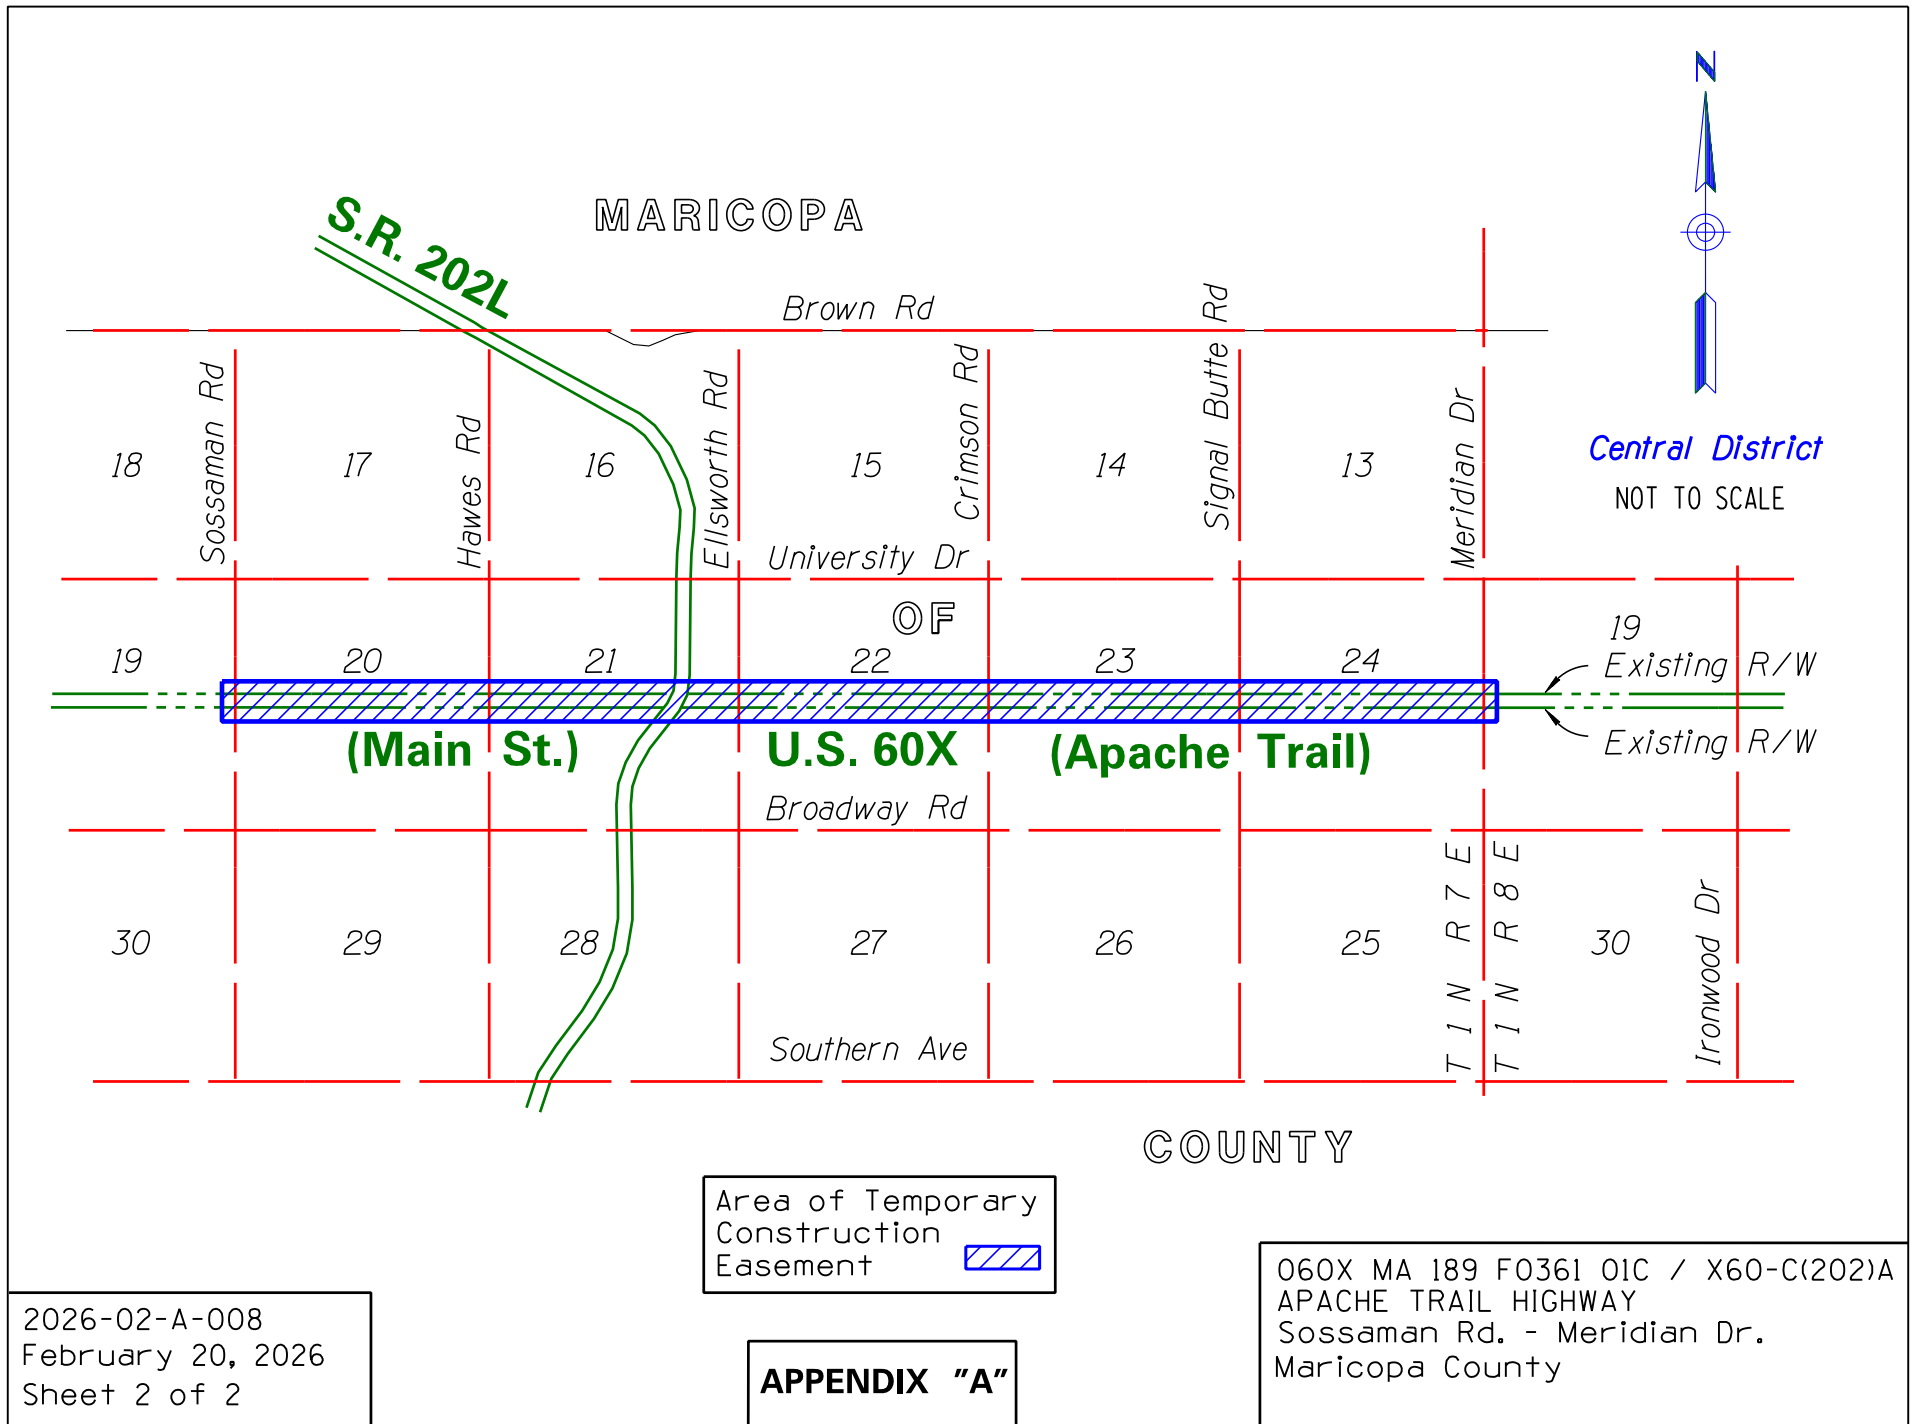 N
MARICOPA
S.R. 202L
Brown Rd
Sossaman Rd
Hawes Rd
Ellsworth Rd
Crimson Rd
Signal Butte Rd
Meridian Dr
Central District
NOT TO SCALE
18
17
16
15
14
13
University Dr
OF
19
20
21
22
23
24
19
Existing R/W
Existing R/W
(Main St.)
U.S. 60X
(Apache Trail)
Broadway Rd
30
29
28
27
26
25
30
T 1N R7 E
T 1N R8 E
Ironwood Dr
Southern Ave
COUNTY
Area of Temporary
Construction
Easement
060X MA 189 F0361 01C / X60-C(202)A
APACHE TRAIL HIGHWAY
Sossaman Rd. - Meridian Dr.
Maricopa County
2026-02-A-008
February 20, 2026
Sheet 2 of 2
APPENDIX "A"